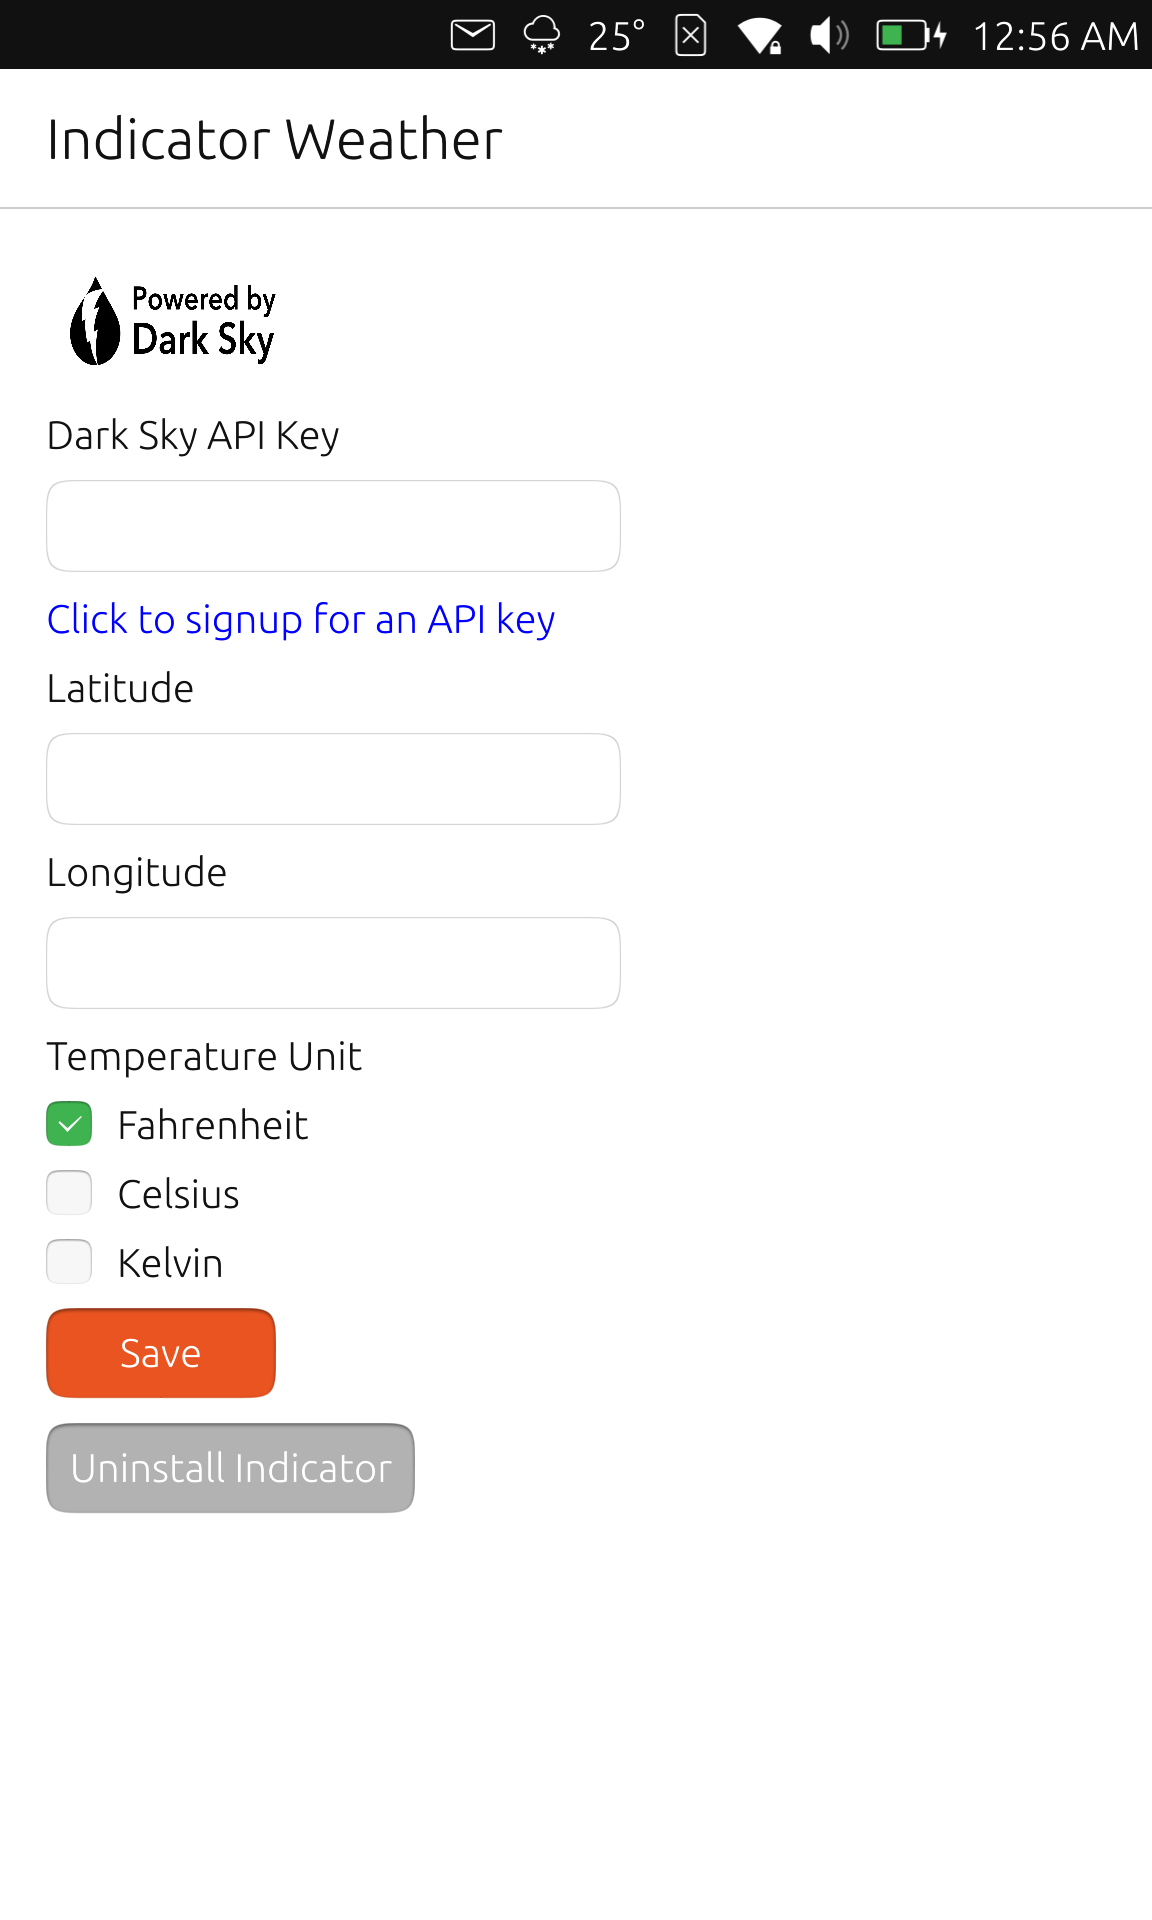 25° 12:56 AM
Indicator Weather
Powered by
Dark Sky
Dark Sky API Key
Click to signup for an API key
Latitude
Longitude
Temperature Unit
Fahrenheit
Celsius
Kelvin
Save
Uninstall Indicator